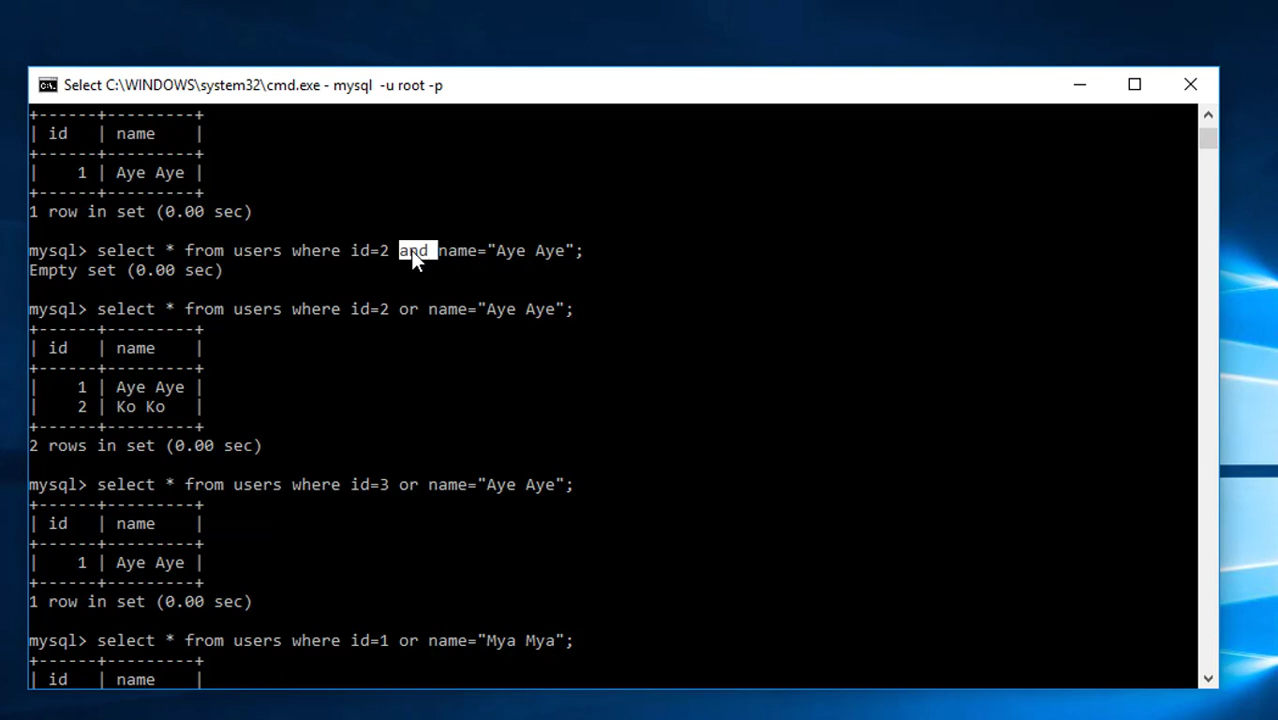 Select C:\WINDOWS\system32\cmd.exe - mysql  -u root -p
+------+---------+
| id   | name    |
+------+---------+
|    1 | Aye Aye |
+------+---------+
1 row in set (0.00 sec)
mysql> select * from users where id=2 and name="Aye Aye";
Empty set (0.00 sec)
mysql> select * from users where id=2 or name="Aye Aye";
+------+---------+
| id   | name    |
+------+---------+
|    1 | Aye Aye |
|    2 | Ko Ko   |
+------+---------+
2 rows in set (0.00 sec)
mysql> select * from users where id=3 or name="Aye Aye";
+------+---------+
| id   | name    |
+------+---------+
|    1 | Aye Aye |
+------+---------+
1 row in set (0.00 sec)
mysql> select * from users where id=1 or name="Mya Mya";
+------+---------+
| id   | name    |